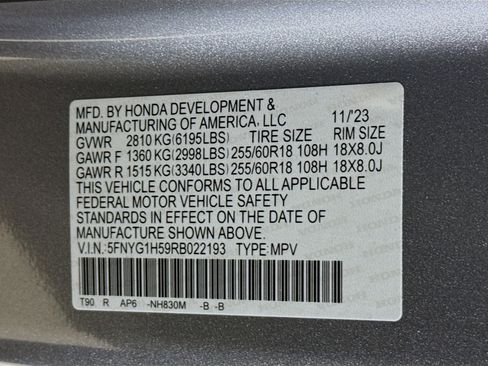 MFD. BY HONDA DEVELOPMENT &
MANUFACTURING OF AMERICA, LLC 11/'23
GVWR 2810 KG(6195LBS) TIRE SIZE RIM SIZE
GAWR F 1360 KG(2998LBS) 255/60R18 108H 18X8.0J
GAWR R 1515 KG(3340LBS) 255/60R18 108H 18X8.0J
THIS VEHICLE CONFORMS TO ALL APPLICABLE
FEDERAL MOTOR VEHICLE SAFETY
STANDARDS IN EFFECT ON THE DATE OF
MANUFACTURE SHOWN ABOVE.
V.I.N.:5FNYG1H59RB022193 TYPE:MPV
T90 R AP6 -NH830M -B -B